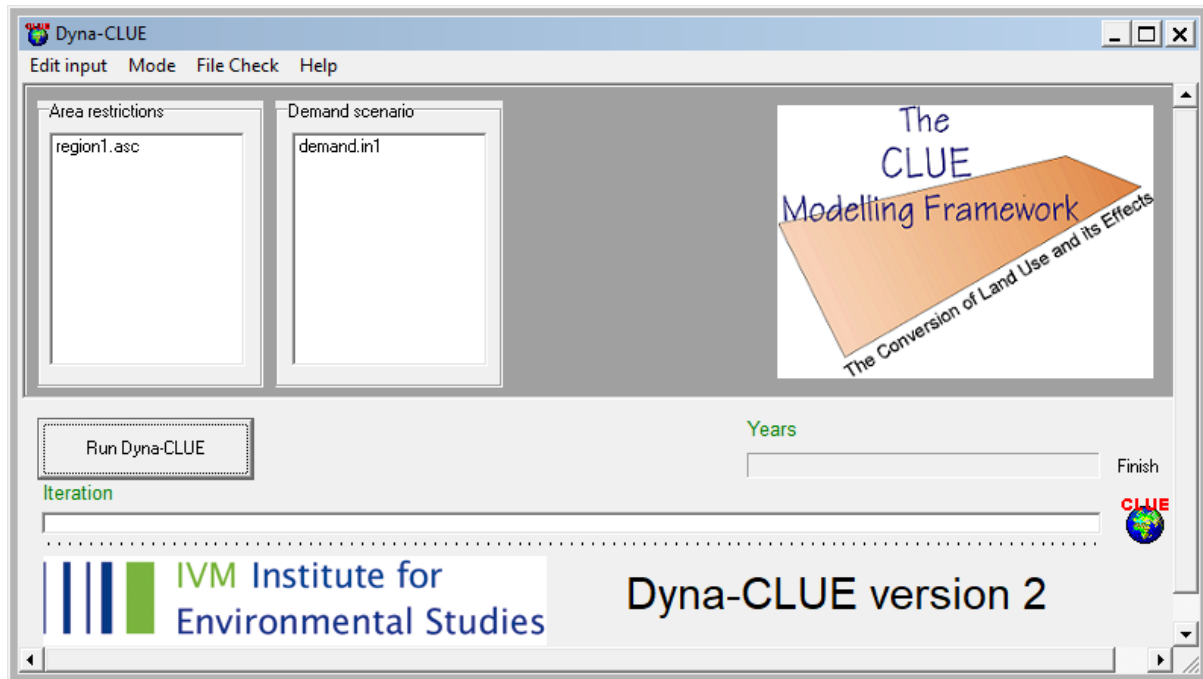 Dyna-CLUE
Edit input Mode File Check Help
Area restrictions
region1.asc
Demand scenario
demand.in1
The
CLUE
Modelling Framework
The Conversion of Land Use and its Effects
Run Dyna-CLUE
Years
Finish
Iteration
CLUE
IVM Institute for
Environmental Studies
Dyna-CLUE version 2